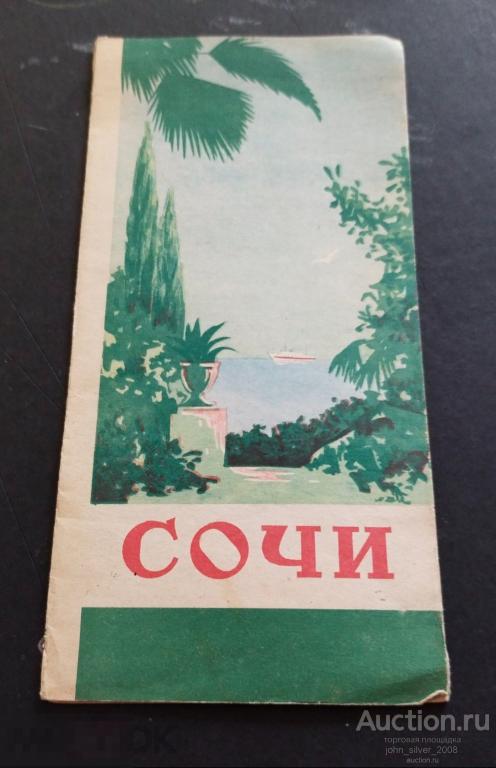 СОЧИ
Auction.ru
торговая площадка
john_silver_2008
auction.ru